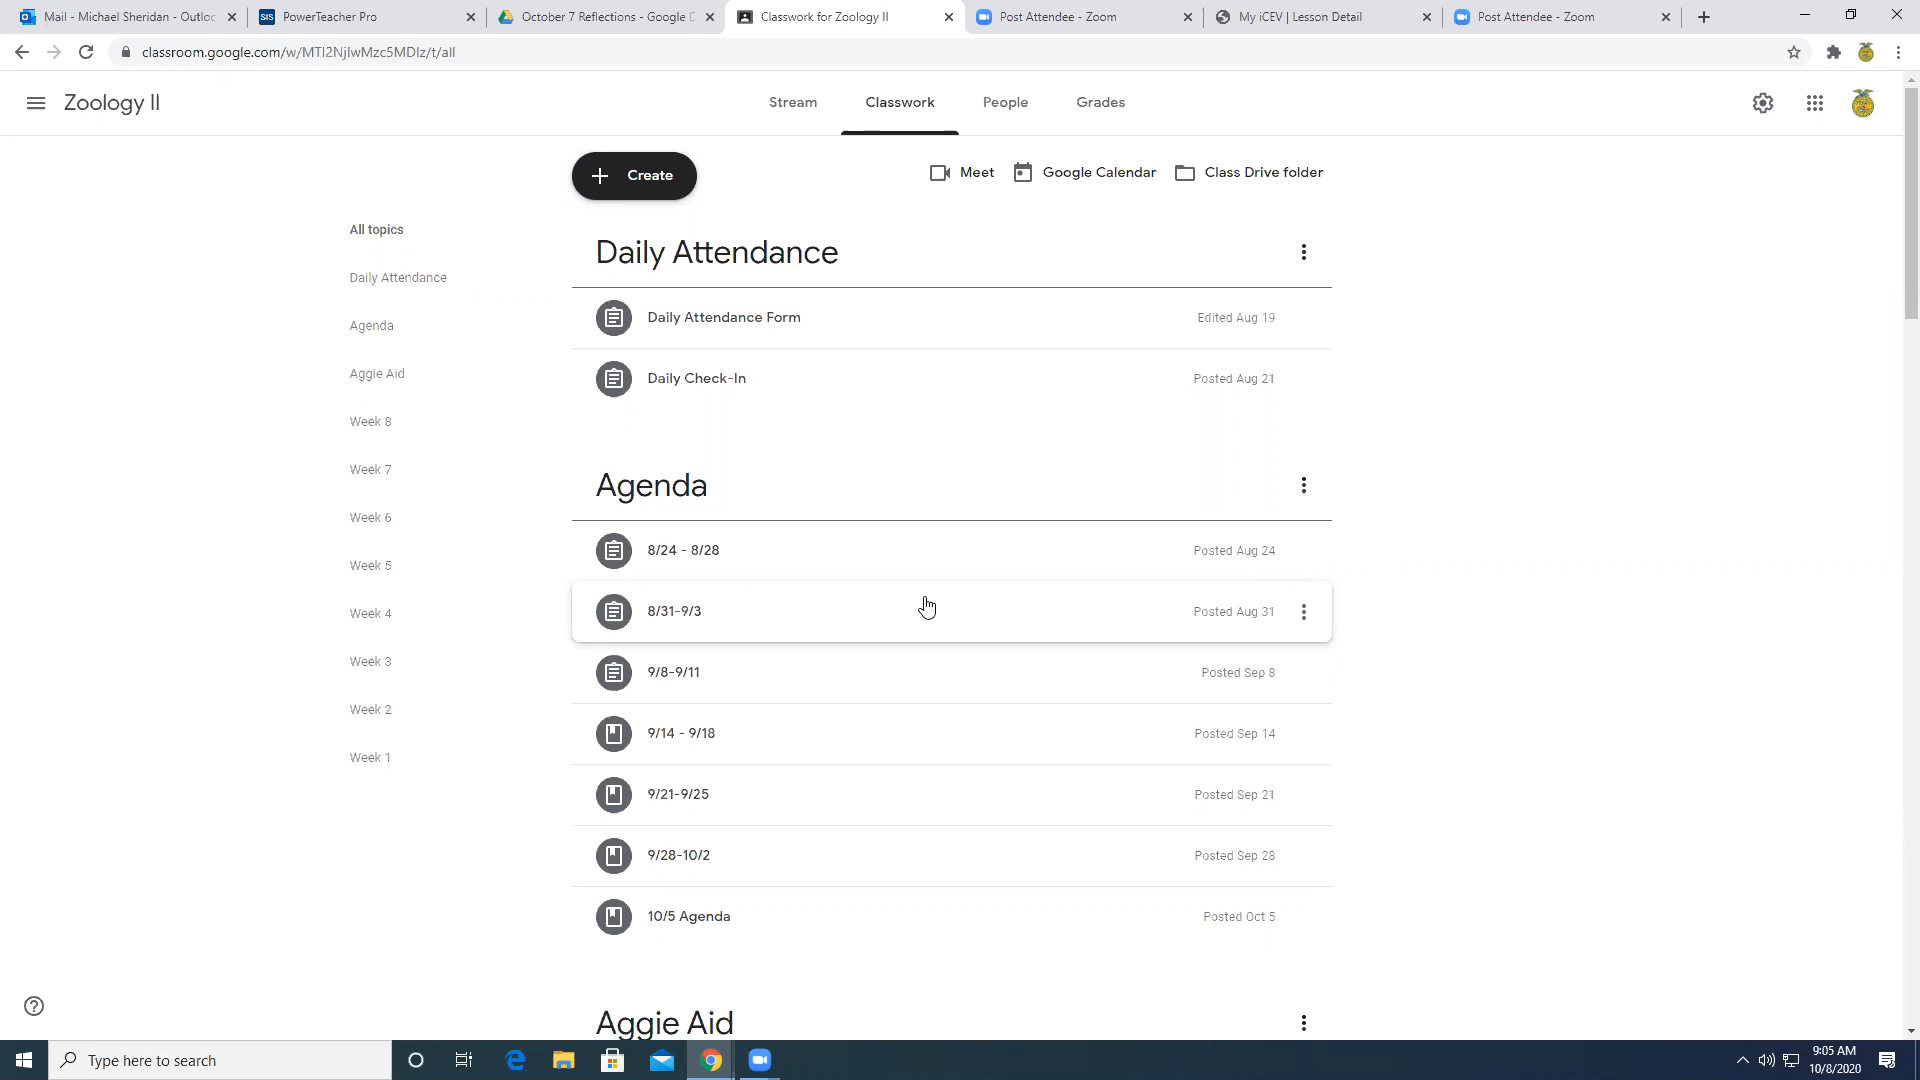 Mail - Michael Sheridan - Outloo
SIS PowerTeacher Pro
October 7 Reflections - Google D
Classwork for Zoology II
Post Attendee - Zoom
My iCEV | Lesson Detail
Post Attendee - Zoom
classroom.google.com/w/MTI2NjIwMzc5MDIz/t/all
Zoology II
Stream
Classwork
People
Grades
Create
Meet
Google Calendar
Class Drive folder
All topics
Daily Attendance
Agenda
Aggie Aid
Week 8
Week 7
Week 6
Week 5
Week 4
Week 3
Week 2
Week 1
Daily Attendance
Daily Attendance Form Edited Aug 19
Daily Check-In Posted Aug 21
Agenda
8/24 - 8/28 Posted Aug 24
8/31-9/3 Posted Aug 31
9/8-9/11 Posted Sep 8
9/14 - 9/18 Posted Sep 14
9/21-9/25 Posted Sep 21
9/28-10/2 Posted Sep 28
10/5 Agenda Posted Oct 5
Aggie Aid
Type here to search
9:05 AM
10/8/2020